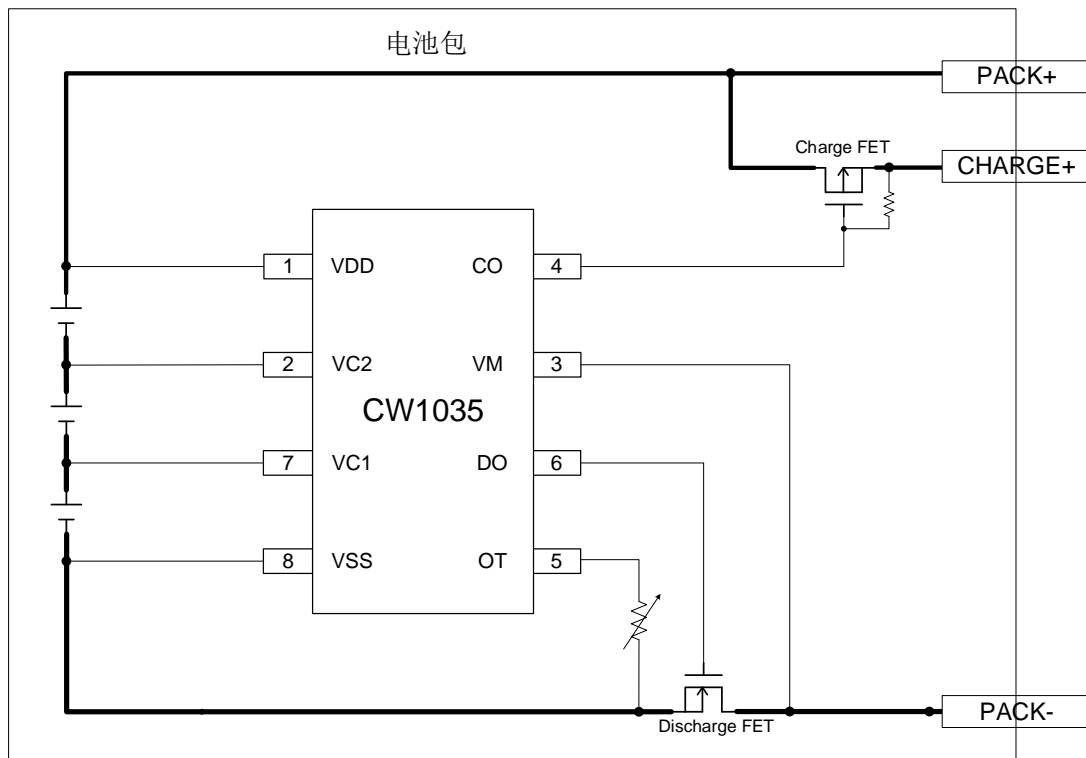 电池包
PACK+
Charge FET
CHARGE+
1 VDD CO 4
2 VC2 VM 3
CW1035
7 VC1 DO 6
8 VSS OT 5
Discharge FET
PACK-